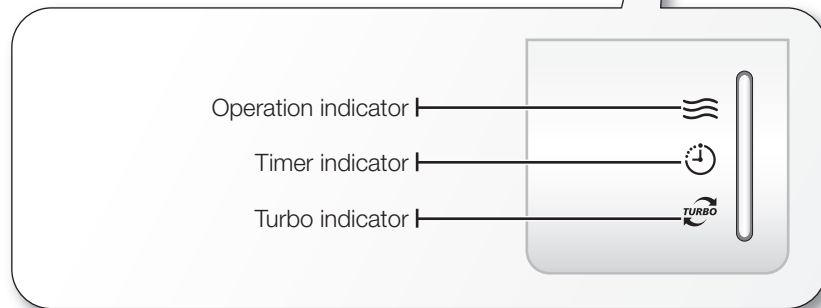 Operation indicator
Timer indicator
Turbo indicator
TURBO